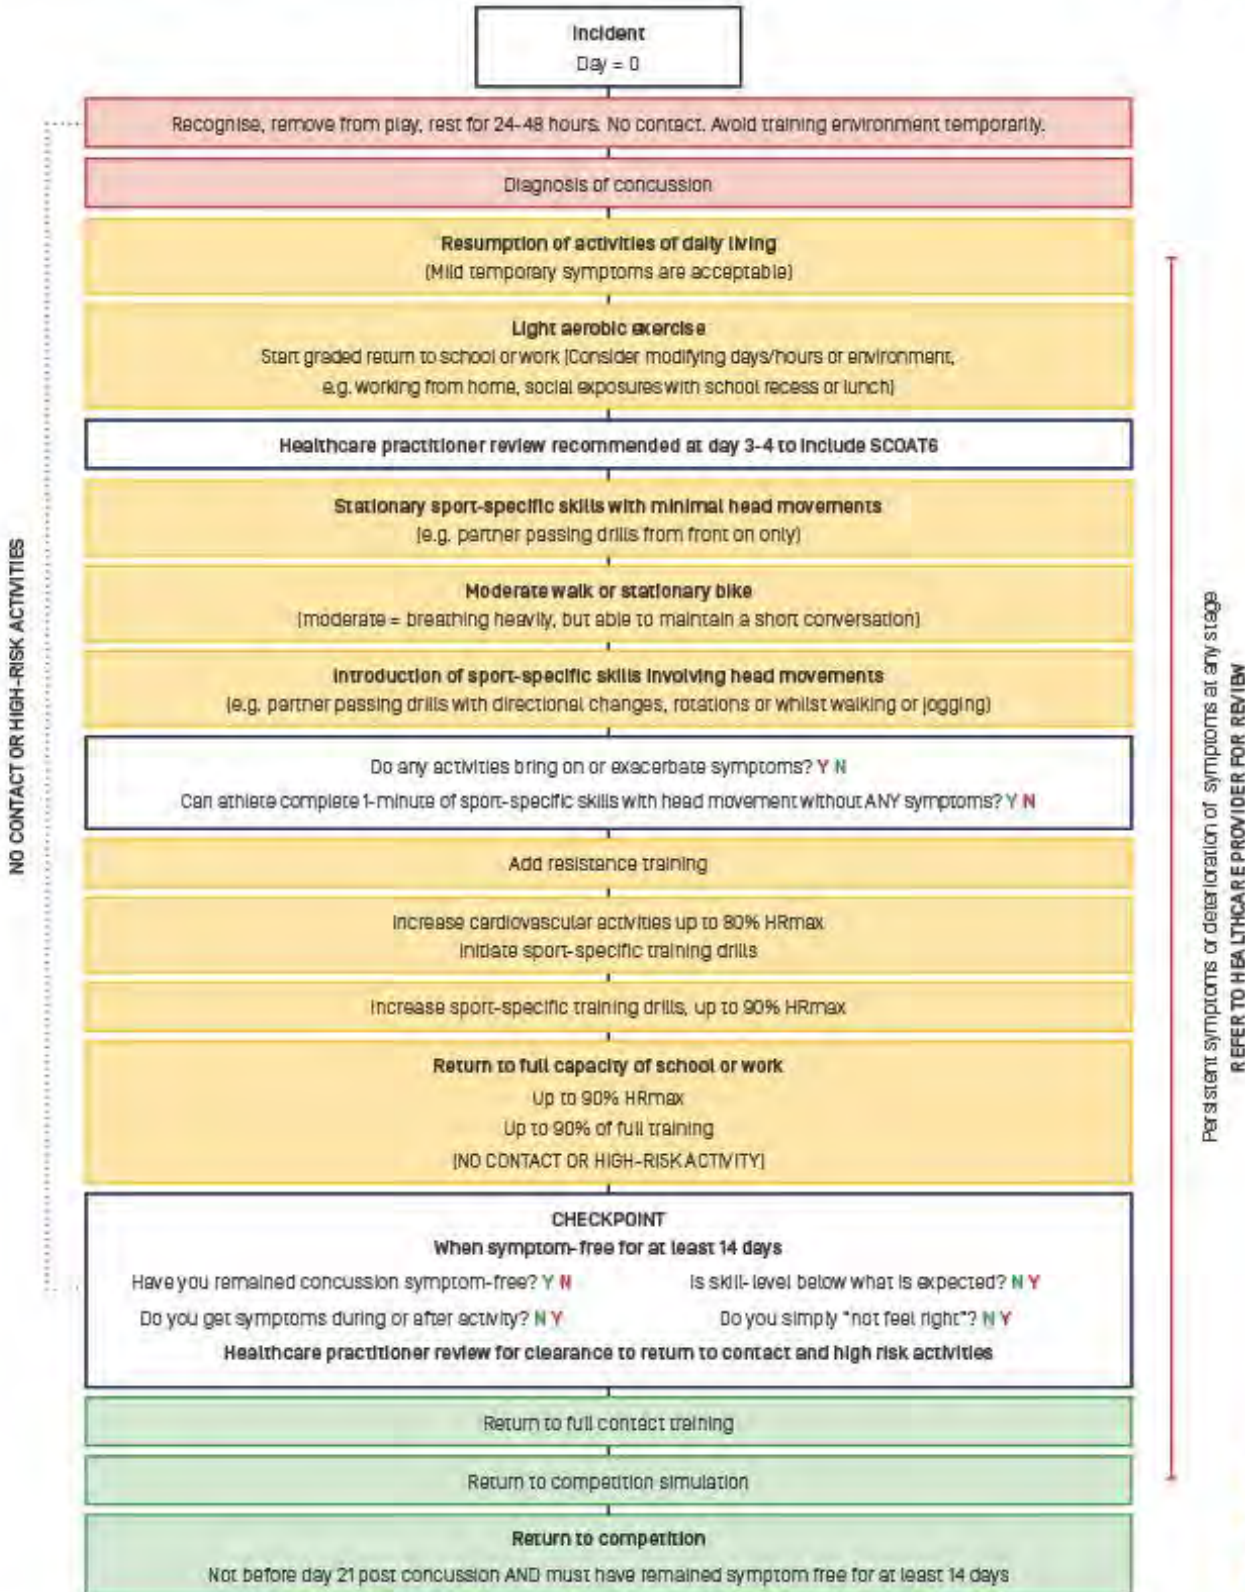 Incident
Day = 0
Recognise, remove from play, rest for 24-48 hours. No contact. Avoid training environment temporarily.
Diagnosis of concussion
Resumption of activities of daily living
(Mild temporary symptoms are acceptable)
Light aerobic exercise
Start graded return to school or work (Consider modifying days/hours or environment,
e.g. working from home, social exposures with school recess or lunch)
Healthcare practitioner review recommended at day 3-4 to include SCOAT6
Stationary sport-specific skills with minimal head movements
(e.g. partner passing drills from front on only)
Moderate walk or stationary bike
(moderate = breathing heavily, but able to maintain a short conversation)
Introduction of sport-specific skills involving head movements
(e.g. partner passing drills with directional changes, rotations or whilst walking or jogging)
Do any activities bring on or exacerbate symptoms? Y N
Can athlete complete 1-minute of sport-specific skills with head movement without ANY symptoms? Y N
Add resistance training
Increase cardiovascular activities up to 80% HRmax
Initiate sport-specific training drills
Increase sport-specific training drills, up to 90% HRmax
Return to full capacity of school or work
Up to 90% HRmax
Up to 90% of full training
(NO CONTACT OR HIGH-RISK ACTIVITY)
CHECKPOINT
When symptom-free for at least 14 days
Have you remained concussion symptom-free? Y N
Is skill-level below what is expected? N Y
Do you get symptoms during or after activity? N Y
Do you simply "not feel right"? N Y
Healthcare practitioner review for clearance to return to contact and high risk activities
Return to full contact training
Return to competition simulation
Return to competition
Not before day 21 post concussion AND must have remained symptom free for at least 14 days
NO CONTACT OR HIGH-RISK ACTIVITIES
Persistent symptoms or deterioration of symptoms at any stage
REFER TO HEALTHCARE PROVIDER FOR REVIEW